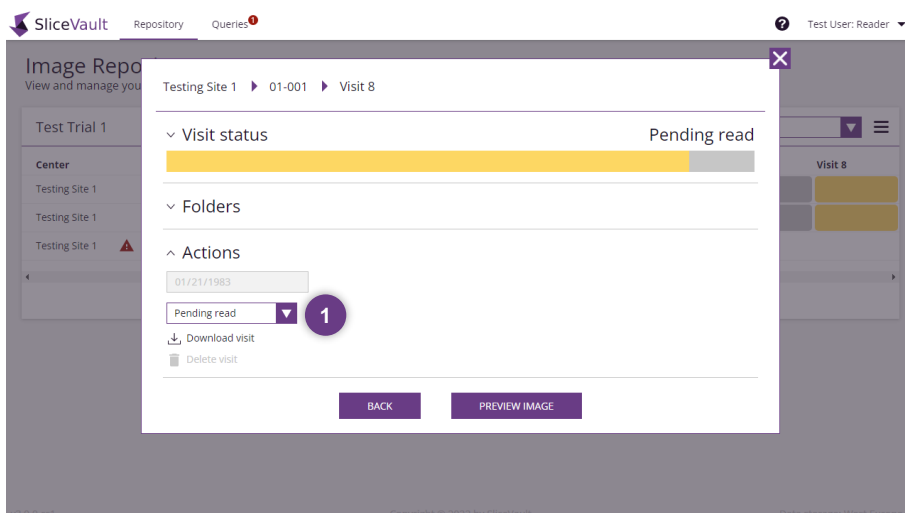 SliceVault Repository Queries 1 ? Test User: Reader
Image Repo
View and manage you
Testing Site 1 01-001 Visit 8
Test Trial 1
Visit status Pending read
Center Visit 8
Testing Site 1
Testing Site 1
Folders
Testing Site 1
Actions
01/21/1983
Pending read 1
Download visit
Delete visit
BACK PREVIEW IMAGE